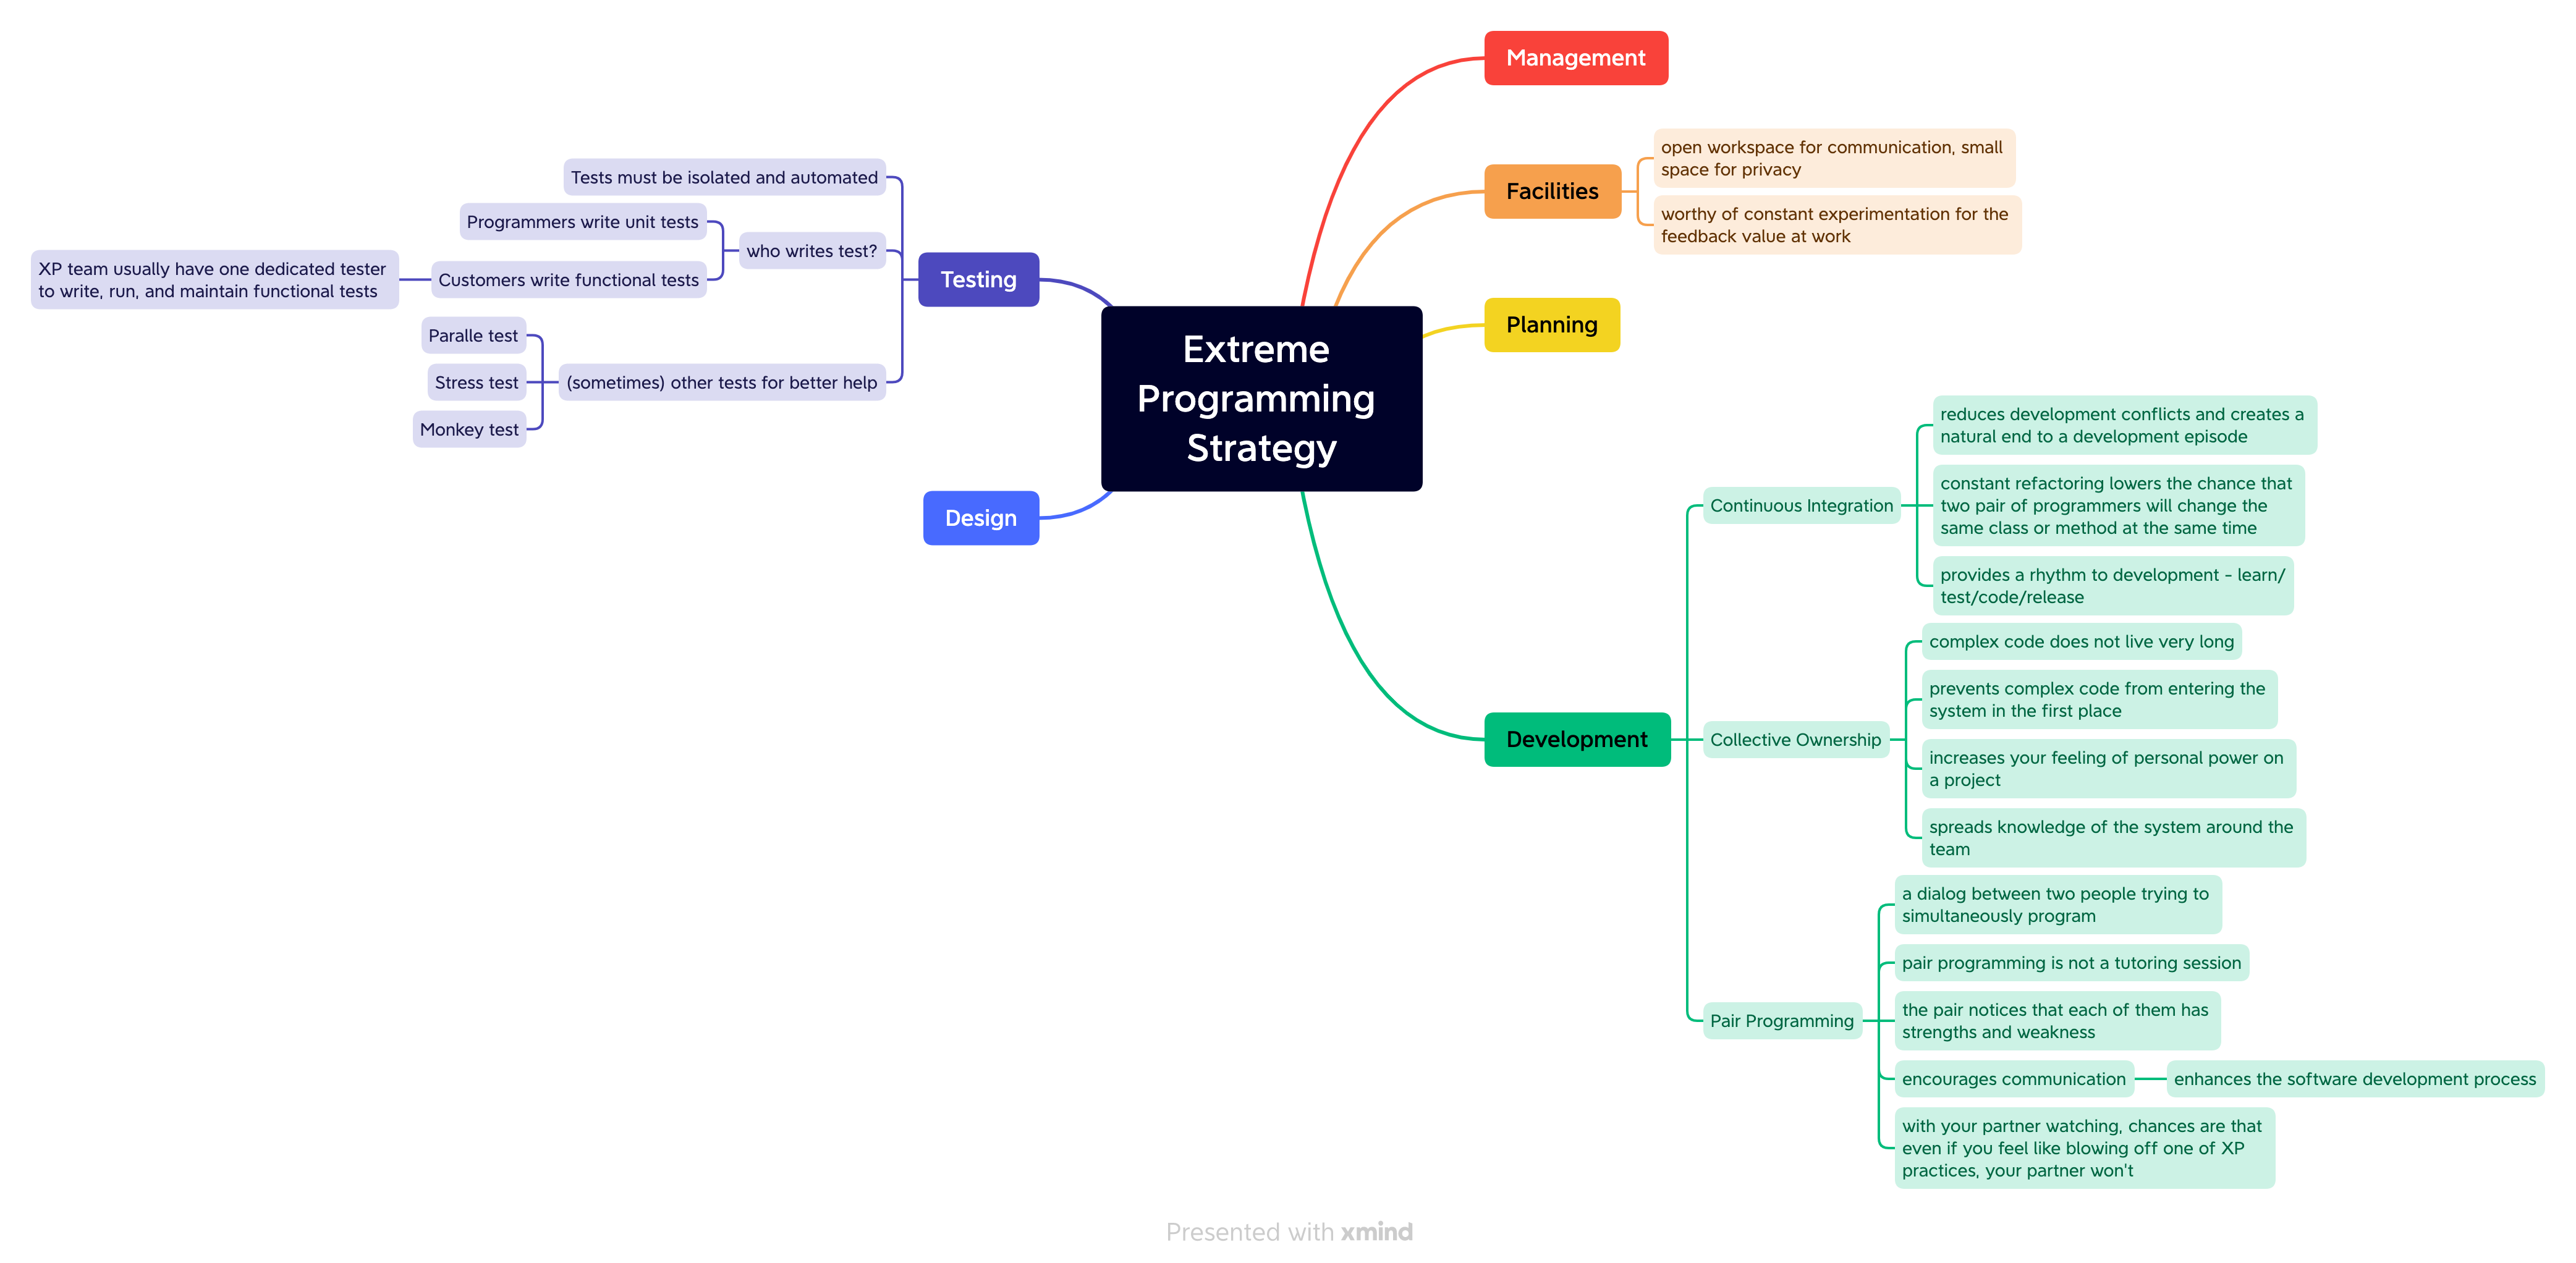 Extreme
Programming
Strategy
Management
Facilities
open workspace for communication, small
space for privacy
worthy of constant experimentation for the
feedback value at work
Planning
Development
Continuous Integration
reduces development conflicts and creates a
natural end to a development episode
constant refactoring lowers the chance that
two pair of programmers will change the
same class or method at the same time
provides a rhythm to development - learn/
test/code/release
Collective Ownership
complex code does not live very long
prevents complex code from entering the
system in the first place
increases your feeling of personal power on
a project
spreads knowledge of the system around the
team
Pair Programming
a dialog between two people trying to
simultaneously program
pair programming is not a tutoring session
the pair notices that each of them has
strengths and weakness
encourages communication
enhances the software development process
with your partner watching, chances are that
even if you feel like blowing off one of XP
practices, your partner won't
Testing
Tests must be isolated and automated
who writes test?
Programmers write unit tests
Customers write functional tests
XP team usually have one dedicated tester
to write, run, and maintain functional tests
(sometimes) other tests for better help
Paralle test
Stress test
Monkey test
Design
Presented with xmind